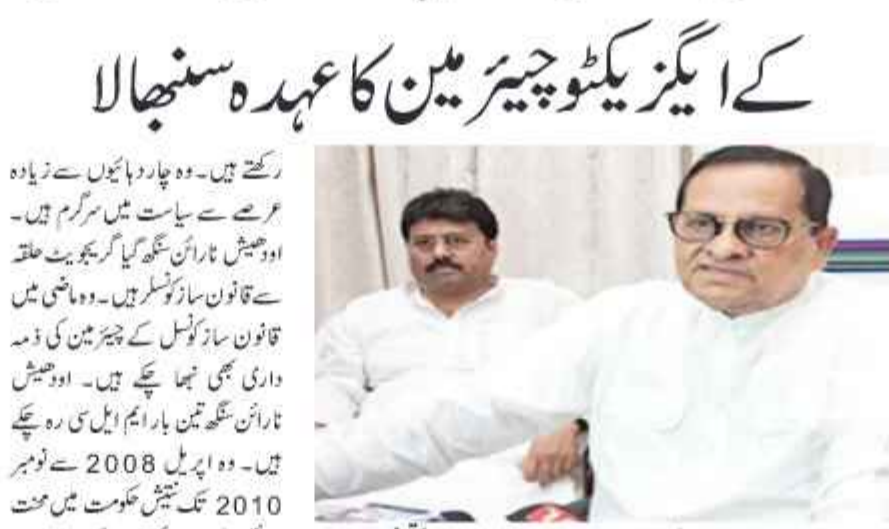 کے ایگزیکٹو چیئرمین کا عہدہ سنبھالا
رکھتے ہیں۔ وہ چار دہائیوں سے زیادہ
عرصے سے سیاست میں سرگرم ہیں۔
اودھیش نارائن سنگھ گیا گریجویٹ حلقہ
سے قانون ساز کونسلر ہیں۔ وہ ماضی میں
قانون ساز کونسل کے چیئرمین کی ذمہ
داری بھی نبھا چکے ہیں۔ اودھیش
نارائن سنگھ تین بار ایم ایل سی رہ چکے
ہیں۔ وہ اپریل 2008 سے نومبر
2010 تک نتیش حکومت میں محنت